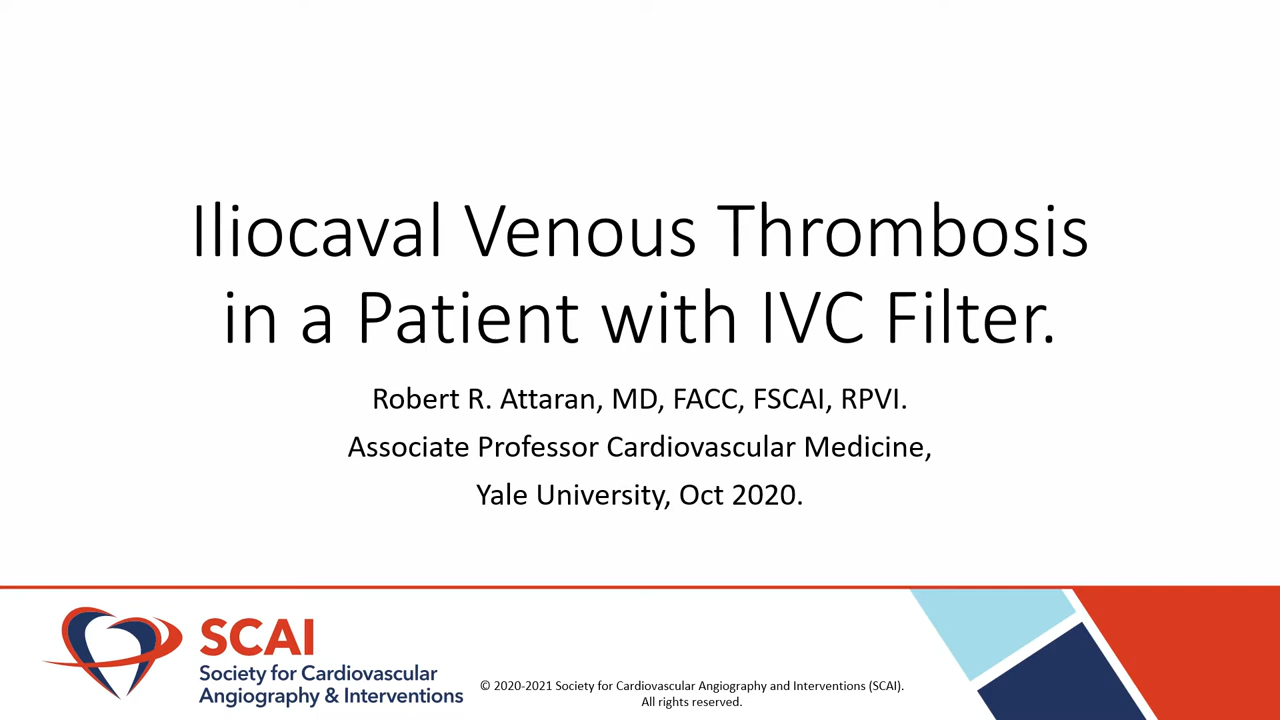 Iliocaval Venous Thrombosis
in a Patient with IVC Filter.
Robert R. Attaran, MD, FACC, FSCAI, RPVI.
Associate Professor Cardiovascular Medicine,
Yale University, Oct 2020.
SCAI
Society for Cardiovascular
Angiography & Interventions
© 2020-2021 Society for Cardiovascular Angiography and Interventions (SCAI).
All rights reserved.